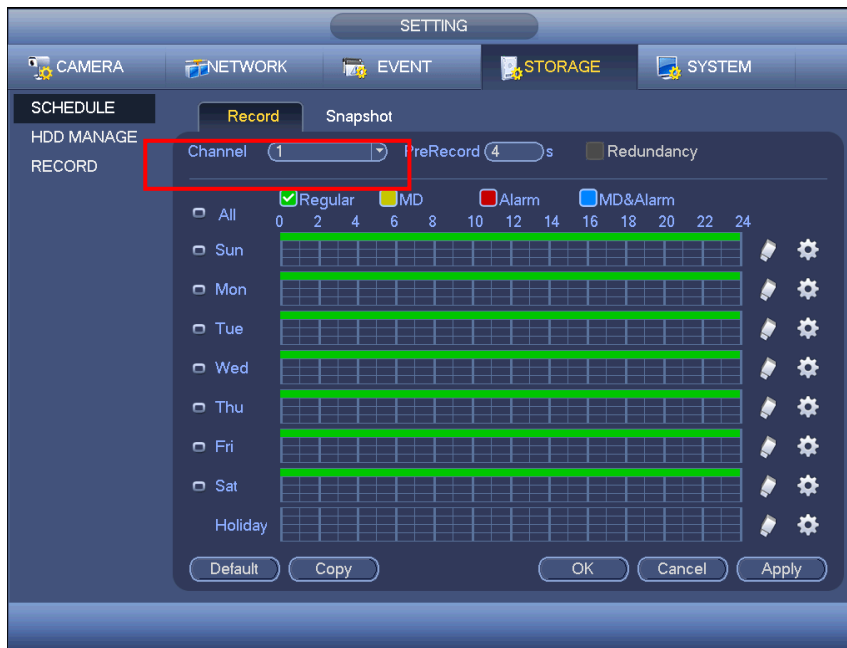 SETTING
CAMERA NETWORK EVENT STORAGE SYSTEM
SCHEDULE
HDD MANAGE
RECORD
Record Snapshot
Channel 1 PreRecord 4 s Redundancy
All Regular MD Alarm MD&Alarm
0 2 4 6 8 10 12 14 16 18 20 22 24
Sun
Mon
Tue
Wed
Thu
Fri
Sat
Holiday
Default Copy OK Cancel Apply